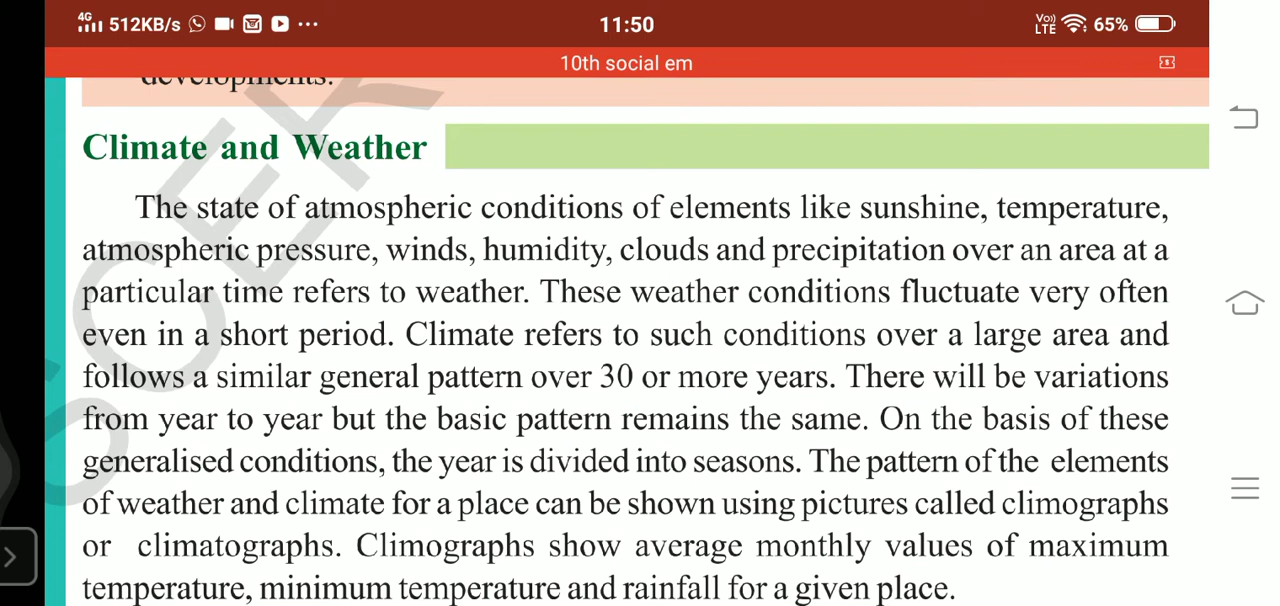 4G 512KB/s 11:50 Vo)) LTE 65%
10th social em
developments.
Climate and Weather
The state of atmospheric conditions of elements like sunshine, temperature,
atmospheric pressure, winds, humidity, clouds and precipitation over an area at a
particular time refers to weather. These weather conditions fluctuate very often
even in a short period. Climate refers to such conditions over a large area and
follows a similar general pattern over 30 or more years. There will be variations
from year to year but the basic pattern remains the same. On the basis of these
generalised conditions, the year is divided into seasons. The pattern of the elements
of weather and climate for a place can be shown using pictures called climographs
or climatographs. Climographs show average monthly values of maximum
temperature, minimum temperature and rainfall for a given place.